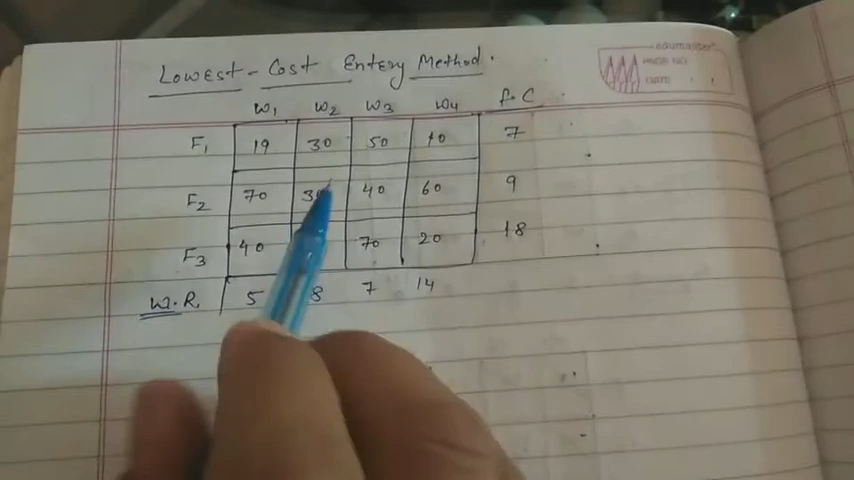 Lowest-Cost Entery Method.
W1 W2 W3 W4 F.C
F1 19 30 50 10 7
F2 70 30 40 60 9
F3 40 70 20 18
W.R. 5 8 7 14